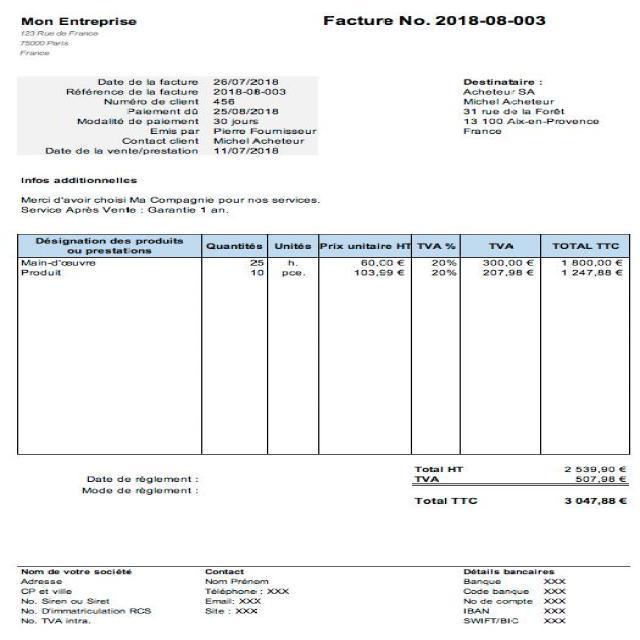 Mon Entreprise
Facture No. 2018-08-003
123 Rue de France
75000 Paris
France
Date de la facture 26/07/2018
Référence de la facture 2018-08-003
Numéro de client 456
Paiement dû 25/08/2018
Modalité de paiement 30 jours
Emis par Pierre Fournisseur
Contact client Michel Acheteur
Date de la vente/prestation 11/07/2018
Destinataire :
Acheteur SA
Michel Acheteur
31 rue de la Forêt
13 100 Aix-en-Provence
France
Infos additionnelles
Merci d'avoir choisi Ma Compagnie pour nos services.
Service Après Vente : Garantie 1 an.
Désignation des produits ou prestations Quantités Unités Prix unitaire HT TVA % TVA TOTAL TTC
Main-d'œuvre 25 h. 60,00 € 20% 300,00 € 1 800,00 €
Produit 10 pce. 103,99 € 20% 207,98 € 1 247,88 €
Total HT 2 539,90 €
Date de règlement : TVA 507,98 €
Mode de règlement :
Total TTC 3 047,88 €
Nom de votre société
Adresse
CP et ville
No. Siren ou Siret
No. D'immatriculation RCS
No. TVA intra.
Contact
Nom Prénom
Téléphone : XXX
Email: XXX
Site : XXX
Détails bancaires
Banque XXX
Code banque XXX
No de compte XXX
IBAN XXX
SWIFT/BIC XXX